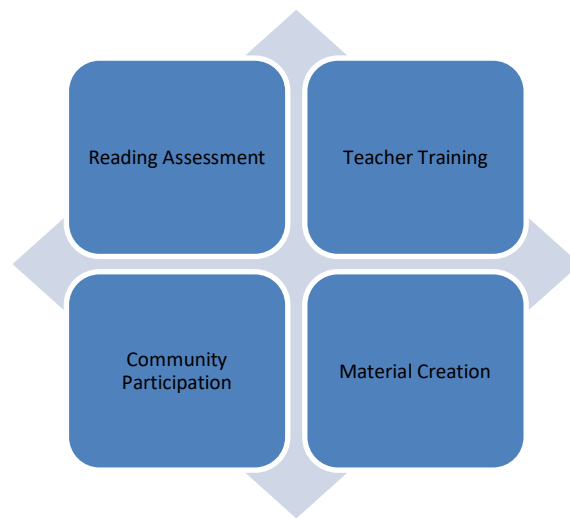 Reading Assessment
Teacher Training
Community
Participation
Material Creation